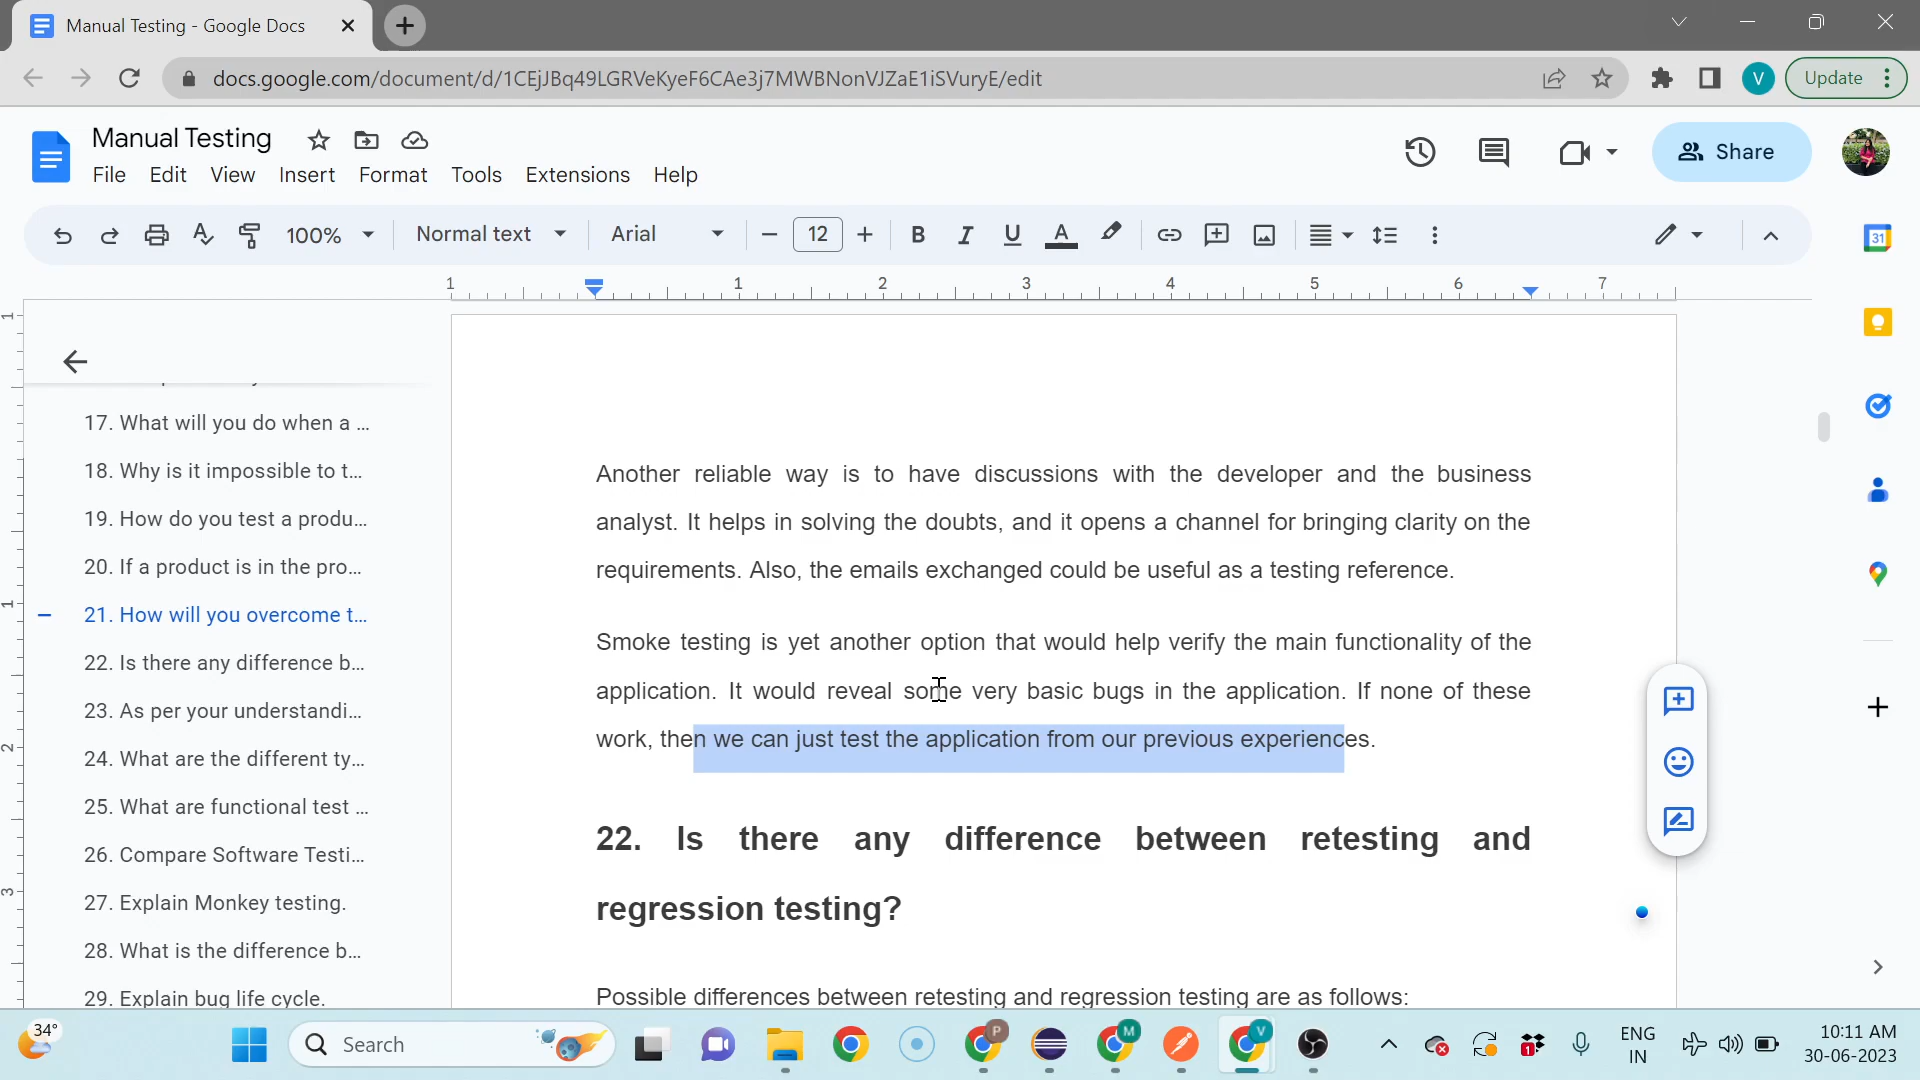 Manual Testing - Google Docs
docs.google.com/document/d/1CEjJBq49LGRVeKyeF6CAe3j7MWBNonVJZaE1iSVuryE/edit
V
Update
Manual Testing
File Edit View Insert Format Tools Extensions Help
Share
100% Normal text Arial 12
31
1 1 2 3 4 5 6 7
1
1
2
3
17. What will you do when a ...
18. Why is it impossible to t...
19. How do you test a produ...
20. If a product is in the pro...
21. How will you overcome t...
22. Is there any difference b...
23. As per your understandi...
24. What are the different ty...
25. What are functional test ...
26. Compare Software Testi...
27. Explain Monkey testing.
28. What is the difference b...
29. Explain bug life cycle.
Another reliable way is to have discussions with the developer and the business
analyst. It helps in solving the doubts, and it opens a channel for bringing clarity on the
requirements. Also, the emails exchanged could be useful as a testing reference.
Smoke testing is yet another option that would help verify the main functionality of the
application. It would reveal some very basic bugs in the application. If none of these
work, then we can just test the application from our previous experiences.
22. Is there any difference between retesting and
regression testing?
Possible differences between retesting and regression testing are as follows:
34°
Search
P
M
V
1
ENG
IN
10:11 AM
30-06-2023